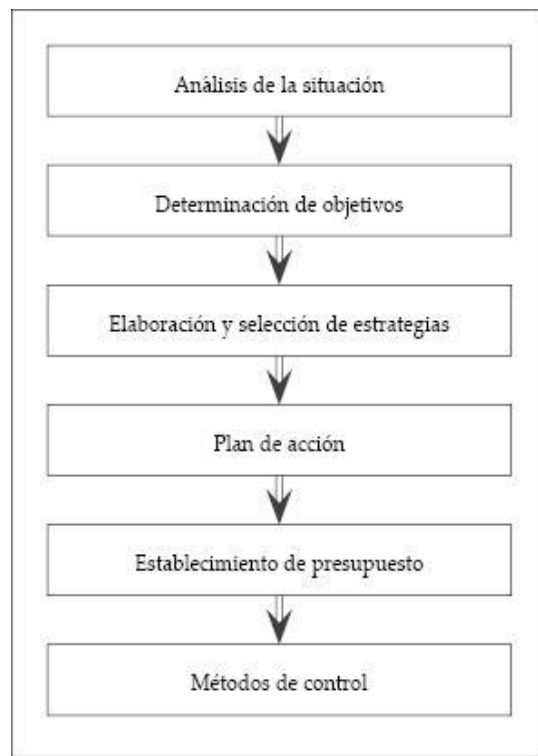 Análisis de la situación
Determinación de objetivos
Elaboración y selección de estrategias
Plan de acción
Establecimiento de presupuesto
Métodos de control